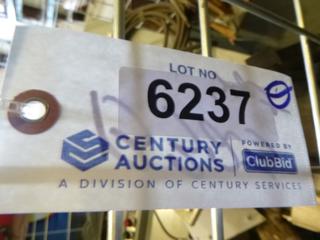 LOT NO
6237
CENTURY
AUCTIONS
POWERED BY
ClubBid
A DIVISION OF CENTURY SERVICES